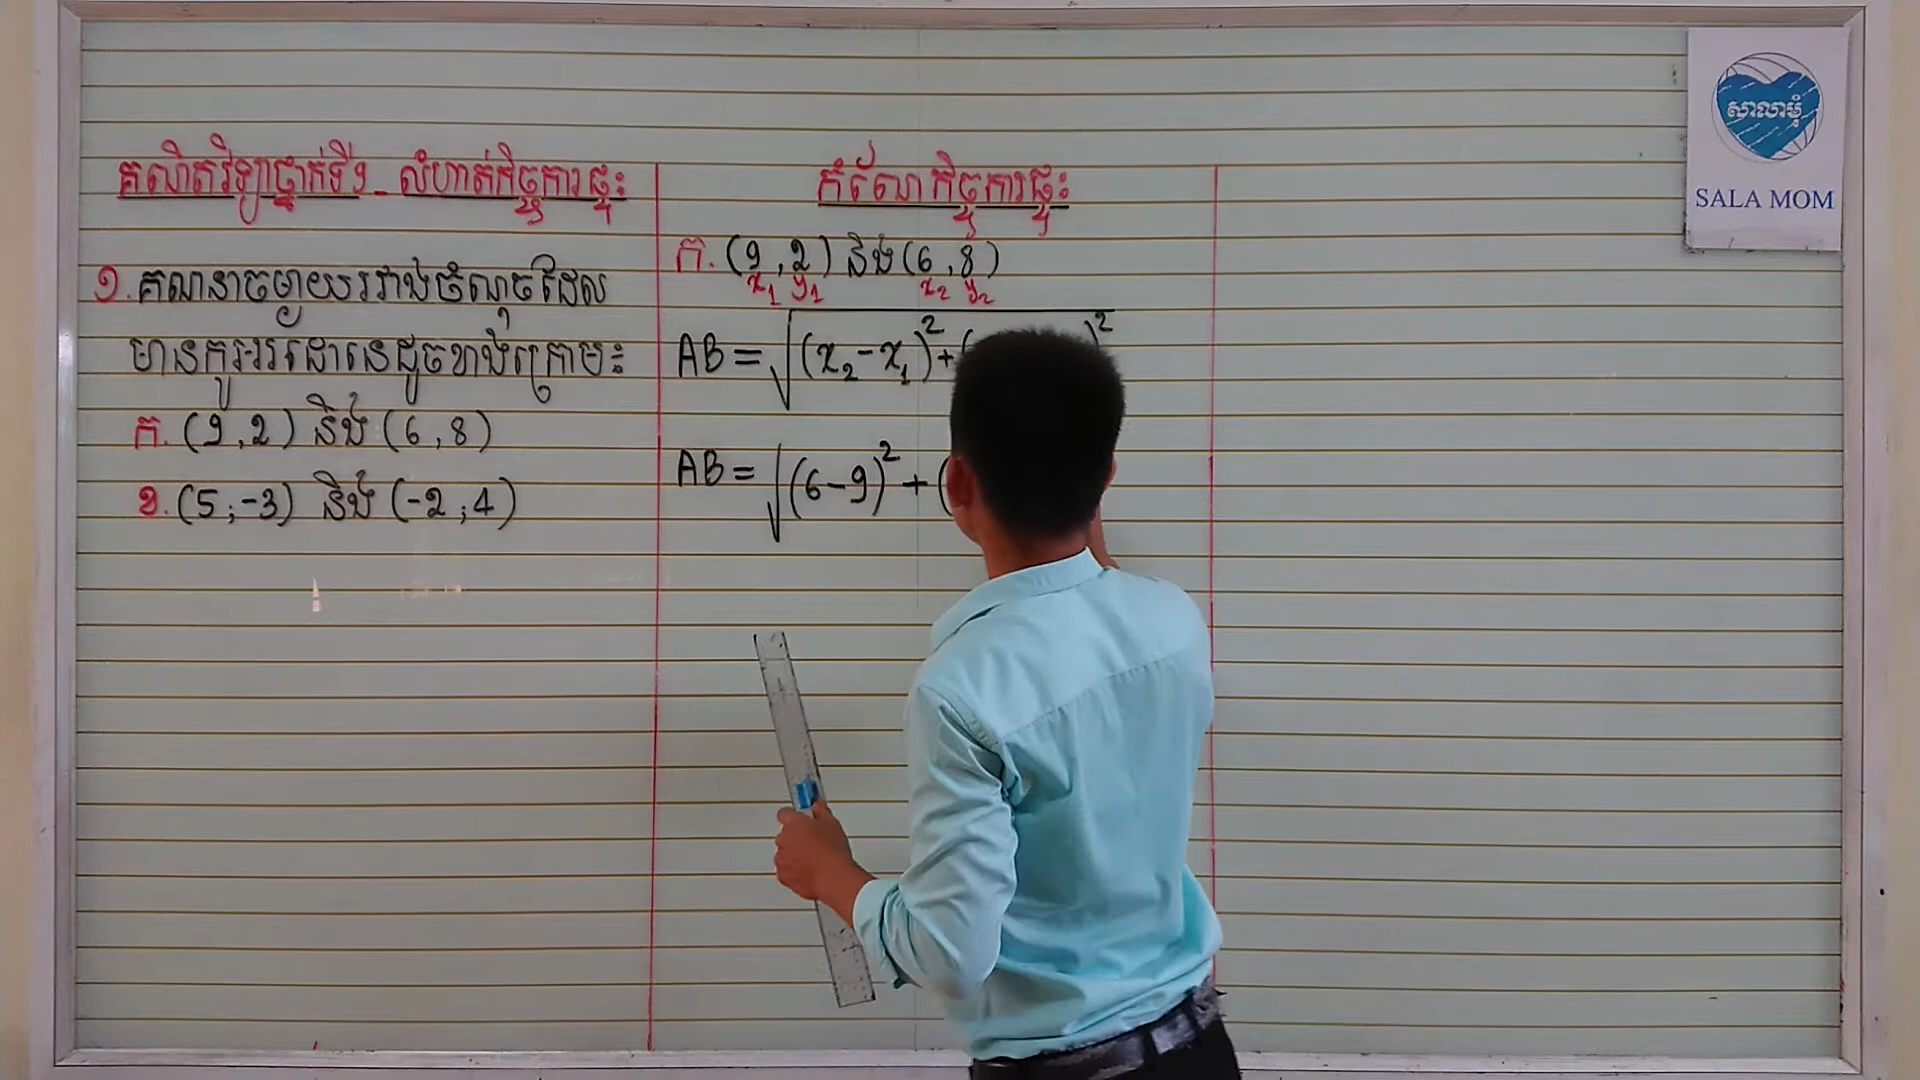 គណិតវិទ្យាថ្នាក់ទី9 - លំហាត់កិច្ចការផ្ទះ
១. គណនាចម្ងាយរវាងចំណុចដែល
មានកូអរដោនេដូចខាងក្រោម៖
ក. (9, 2) និង (6, 8)
ខ. (5; -3) និង (-2; 4)
កំណែកិច្ចការផ្ទះ
ក. (9, 2) និង (6, 8)
x₁ y₁ x₂ y₂
AB = √(x₂ - x₁)² + ( )²
AB = √(6 - 9)² + (
សាលាមុំ
SALA MOM